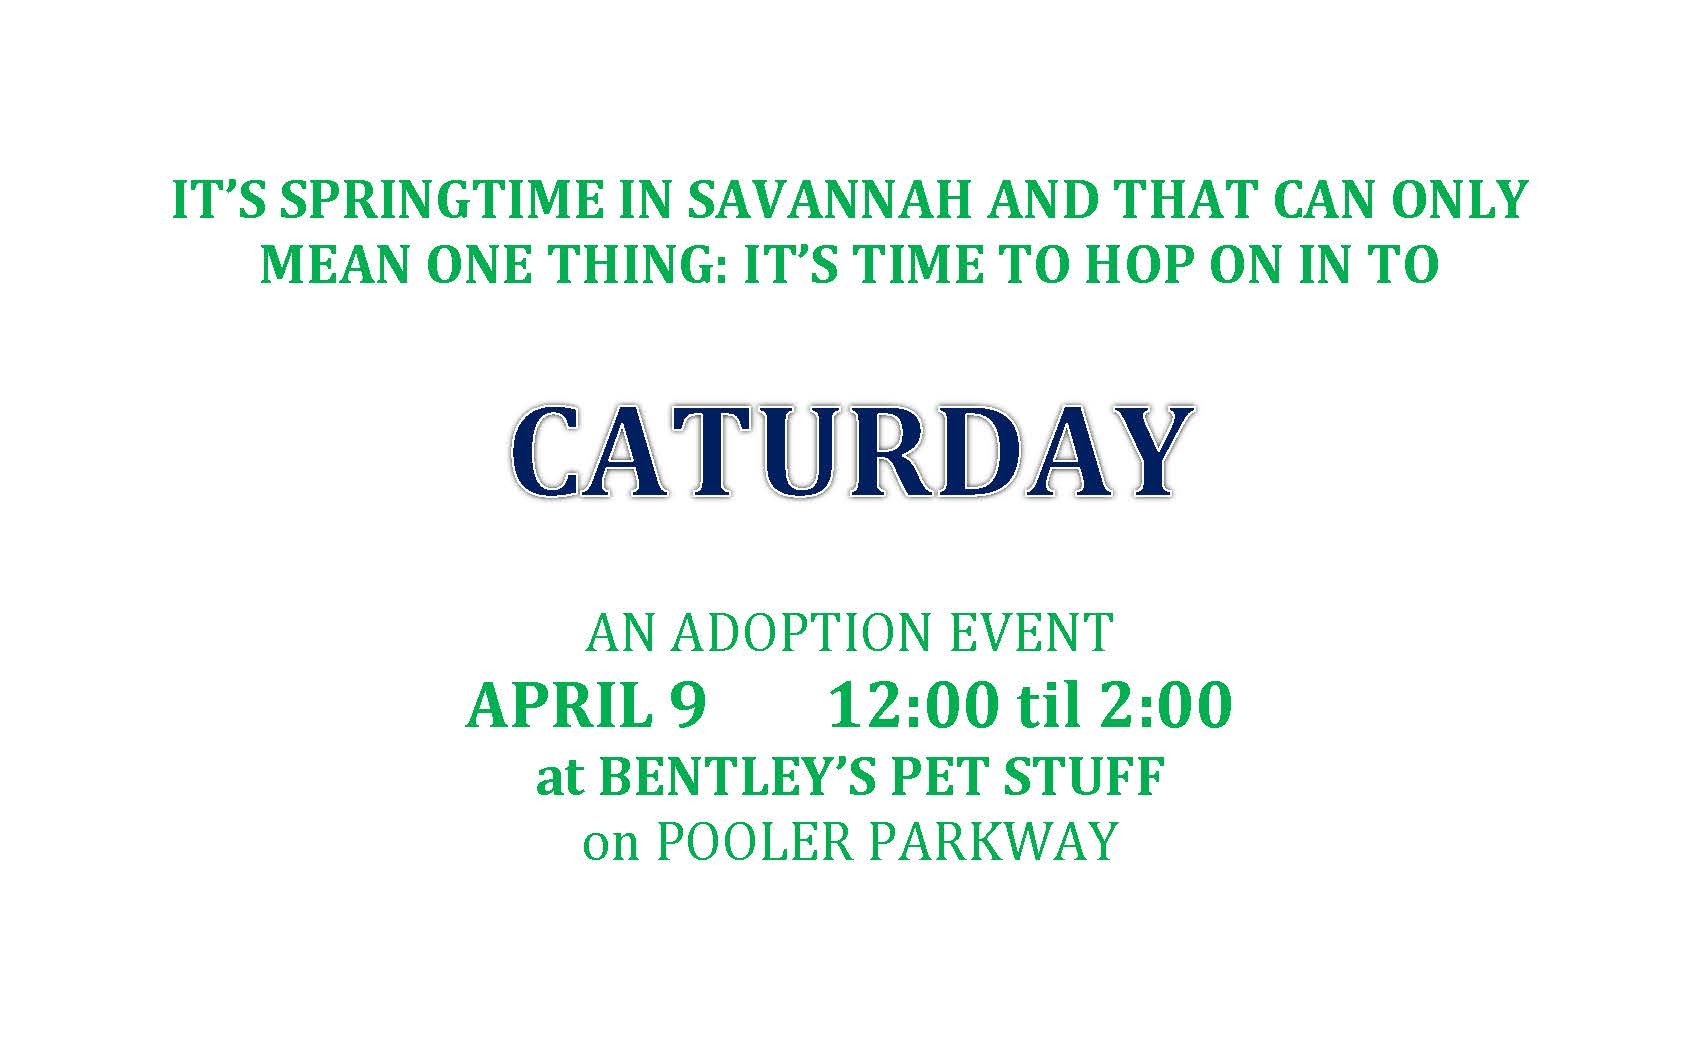 IT’S SPRINGTIME IN SAVANNAH AND THAT CAN ONLY
MEAN ONE THING: IT’S TIME TO HOP ON IN TO
CATURDAY
AN ADOPTION EVENT
APRIL 9 12:00 til 2:00
at BENTLEY’S PET STUFF
on POOLER PARKWAY